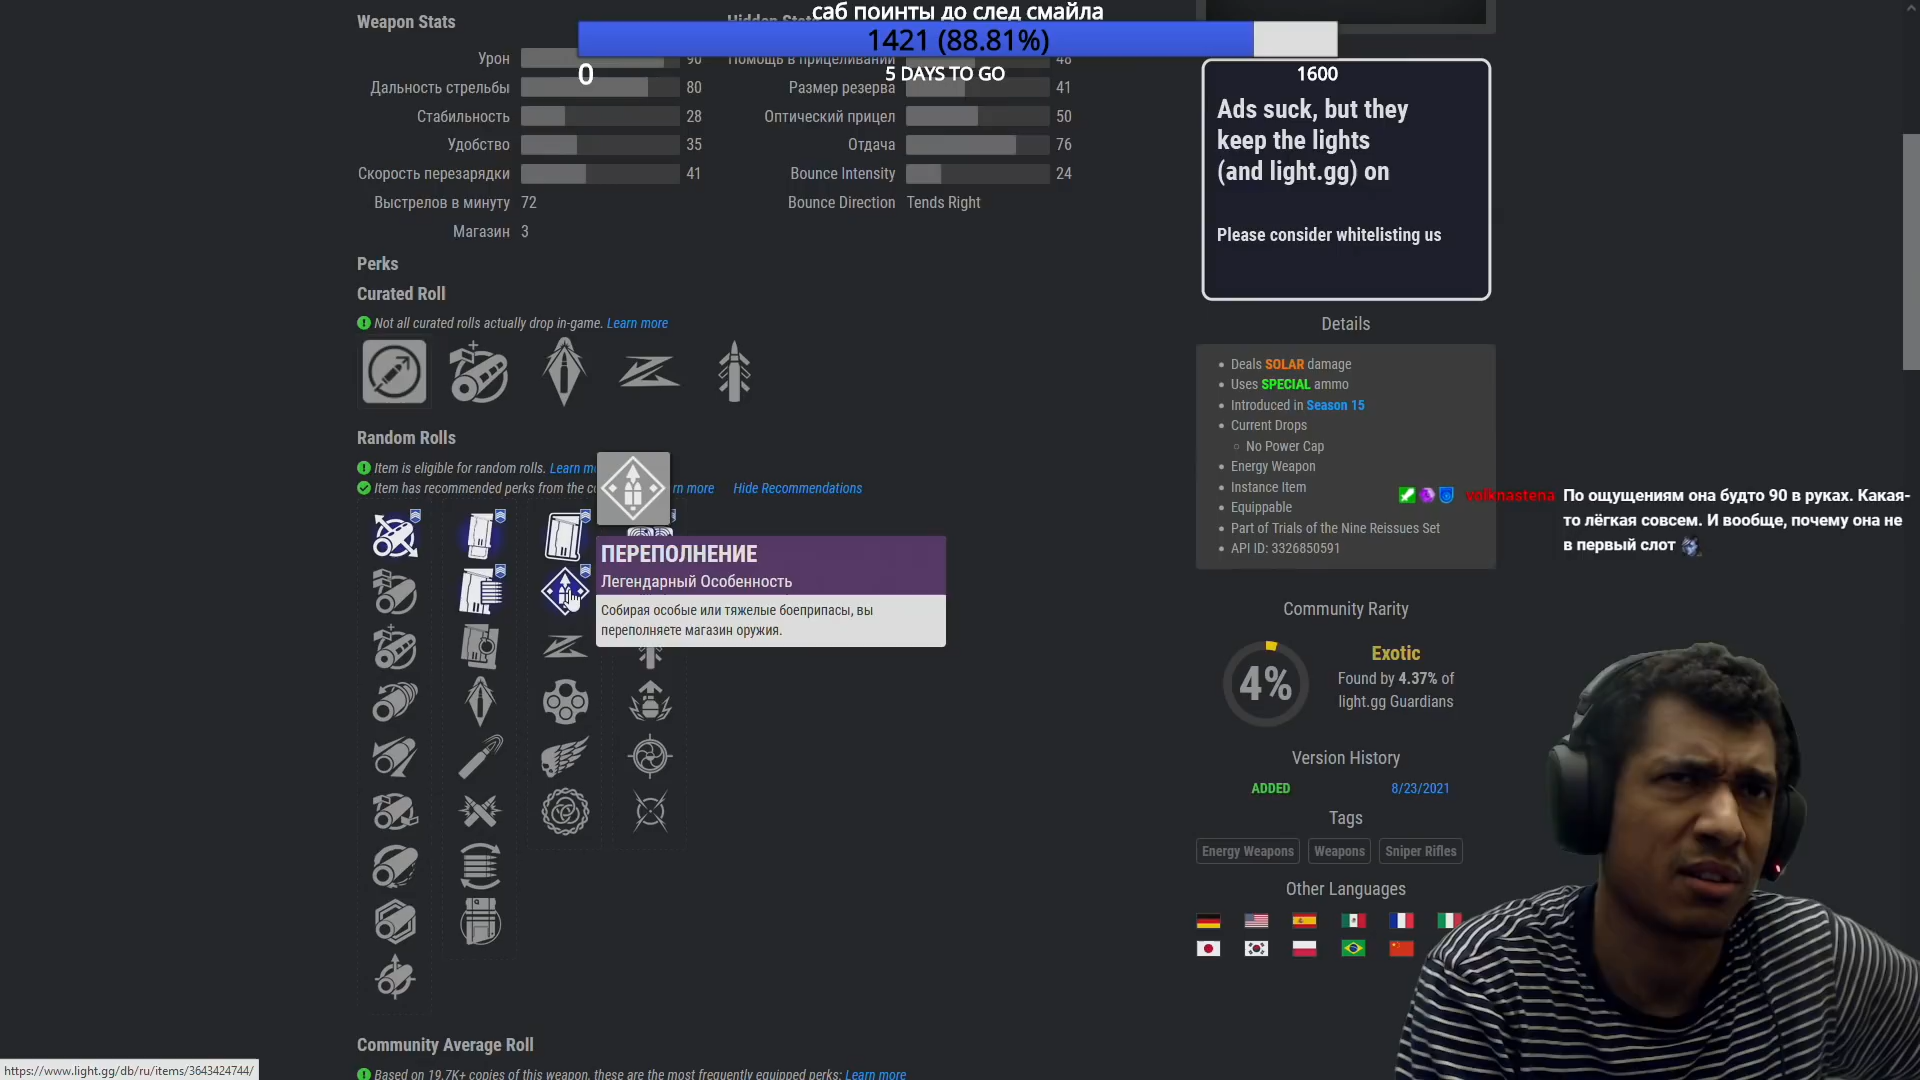 саб поинты до след смайла
1421 (88.81%)
0
5 DAYS TO GO
1600
Weapon Stats
Урон 90
Дальность стрельбы 80
Стабильность 28
Удобство 35
Скорость перезарядки 41
Выстрелов в минуту 72
Магазин 3
Помощь в прицеливании 48
Размер резерва 41
Оптический прицел 50
Отдача 76
Bounce Intensity 24
Bounce Direction Tends Right
Perks
Curated Roll
Not all curated rolls actually drop in-game. Learn more
Random Rolls
Item is eligible for random rolls. Learn
Item has recommended perks from the more Hide Recommendations
ПЕРЕПОЛНЕНИЕ
Легендарный Особенность
Собирая особые или тяжелые боеприпасы, вы
переполняете магазин оружия.
Community Average Roll
Based on 19.7K+ copies of this weapon, these are the most frequently equipped perks: Learn more
https://www.light.gg/db/ru/items/3643424744/
Ads suck, but they
keep the lights
(and light.gg) on
Please consider whitelisting us
Details
Deals SOLAR damage
Uses SPECIAL ammo
Introduced in Season 15
Current Drops
No Power Cap
Energy Weapon
Instance Item
Equippable
Part of Trials of the Nine Reissues Set
API ID: 3326850591
Community Rarity
4%
Exotic
Found by 4.37% of
light.gg Guardians
Version History
ADDED 8/23/2021
Tags
Energy Weapons Weapons Sniper Rifles
Other Languages
volknastena По ощущениям она будто 90 в руках. Какая-
то лёгкая совсем. И вообще, почему она не
в первый слот